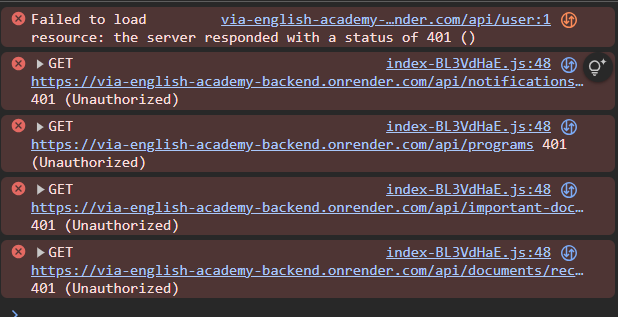 Failed to load via-english-academy-…nder.com/api/user:1
resource: the server responded with a status of 401 ()
▶GET index-BL3VdHaE.js:48
https://via-english-academy-backend.onrender.com/api/notifications…
401 (Unauthorized)
▶GET index-BL3VdHaE.js:48
https://via-english-academy-backend.onrender.com/api/programs 401
(Unauthorized)
▶GET index-BL3VdHaE.js:48
https://via-english-academy-backend.onrender.com/api/important-doc…
401 (Unauthorized)
▶GET index-BL3VdHaE.js:48
https://via-english-academy-backend.onrender.com/api/documents/rec…
401 (Unauthorized)